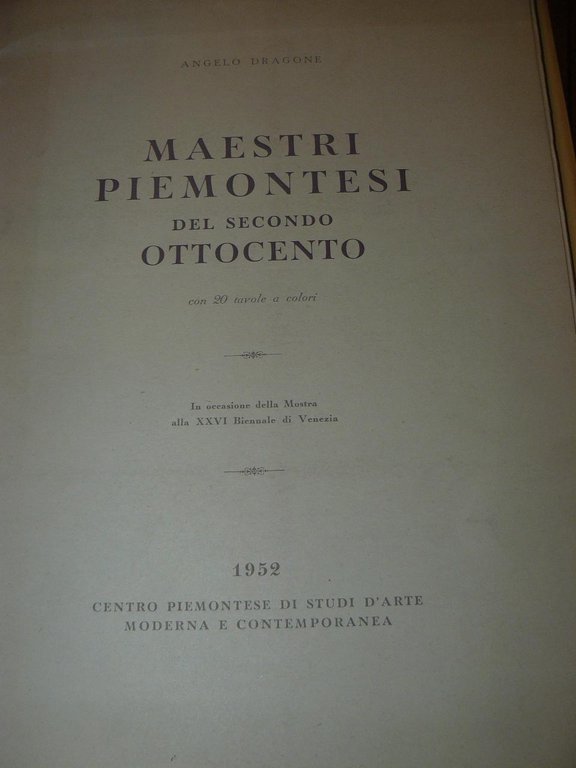 ANGELO DRAGONE
MAESTRI
PIEMONTESI
DEL SECONDO
OTTOCENTO
con 20 tavole a colori
In occasione della Mostra
alla XXVI Biennale di Venezia
1952
CENTRO PIEMONTESE DI STUDI D'ARTE
MODERNA E CONTEMPORANEA